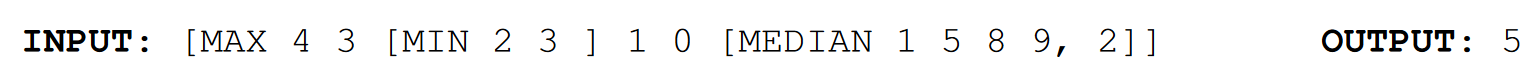 INPUT: [MAX 4 3 [MIN 2 3 ] 1 0 [MEDIAN 1 5 8 9, 2]] OUTPUT: 5